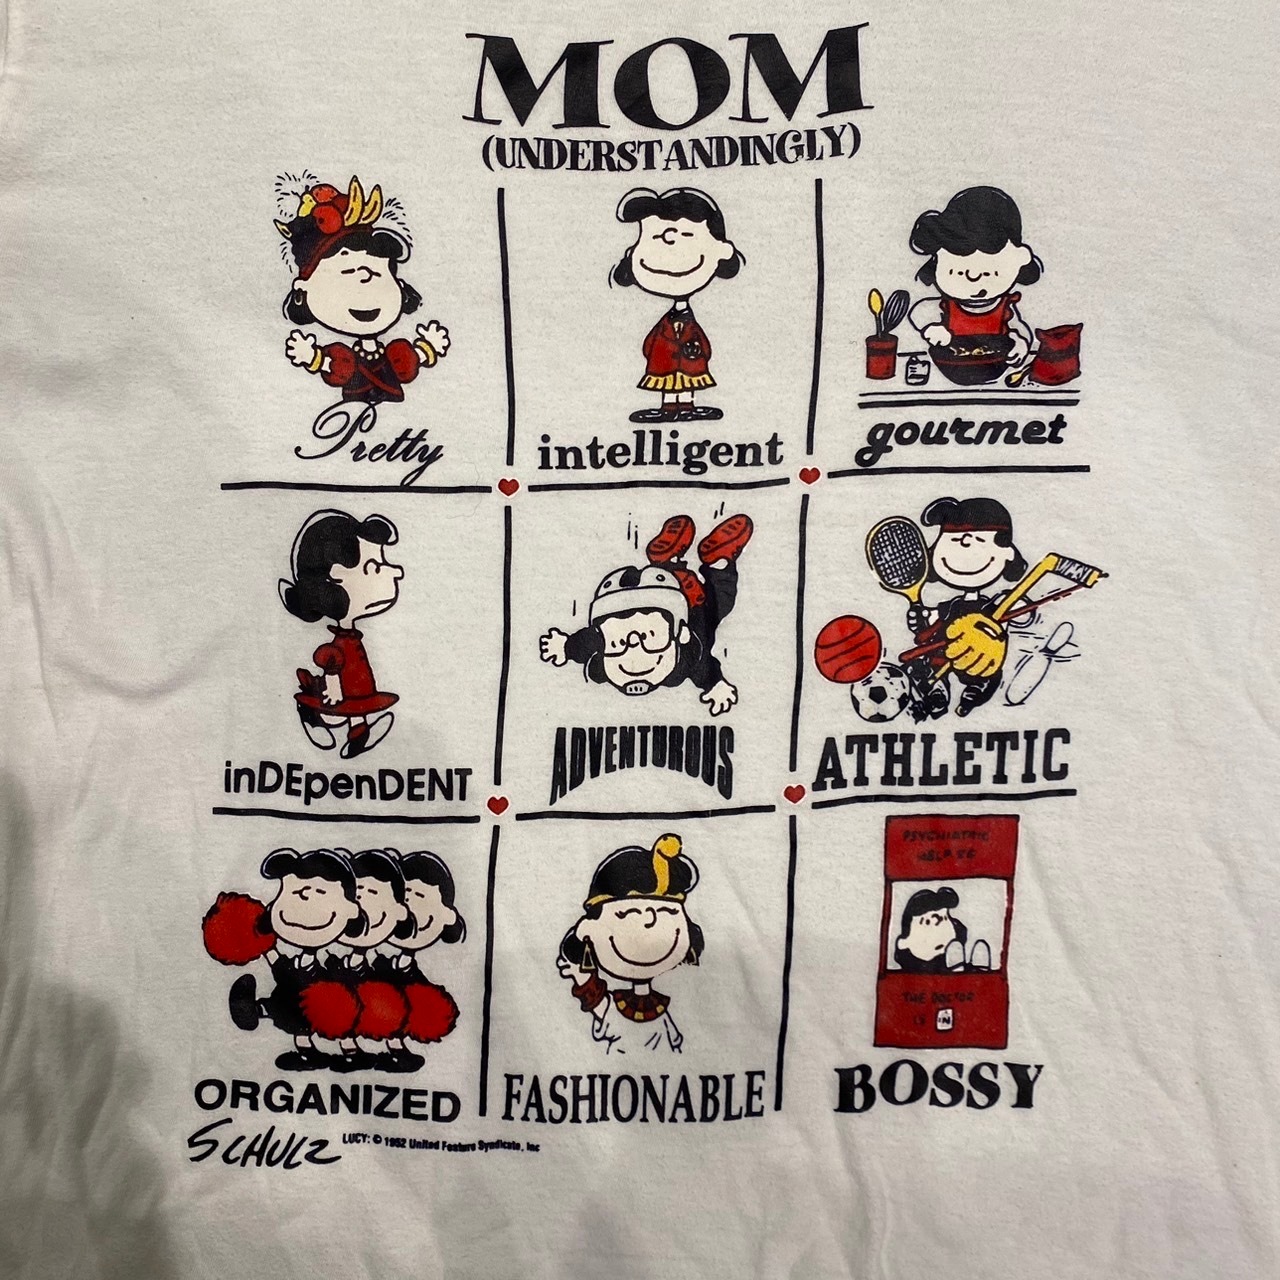 MOM
(UNDERSTANDINGLY)
Pretty
intelligent
gourmet
inDEpenDENT
ADVENTUROUS
ATHLETIC
PSYCHIATRIC
HELP 5¢
THE DOCTOR
IS IN
ORGANIZED
FASHIONABLE
BOSSY
SCHULZ
LUCY: © 1952 United Feature Syndicate, Inc